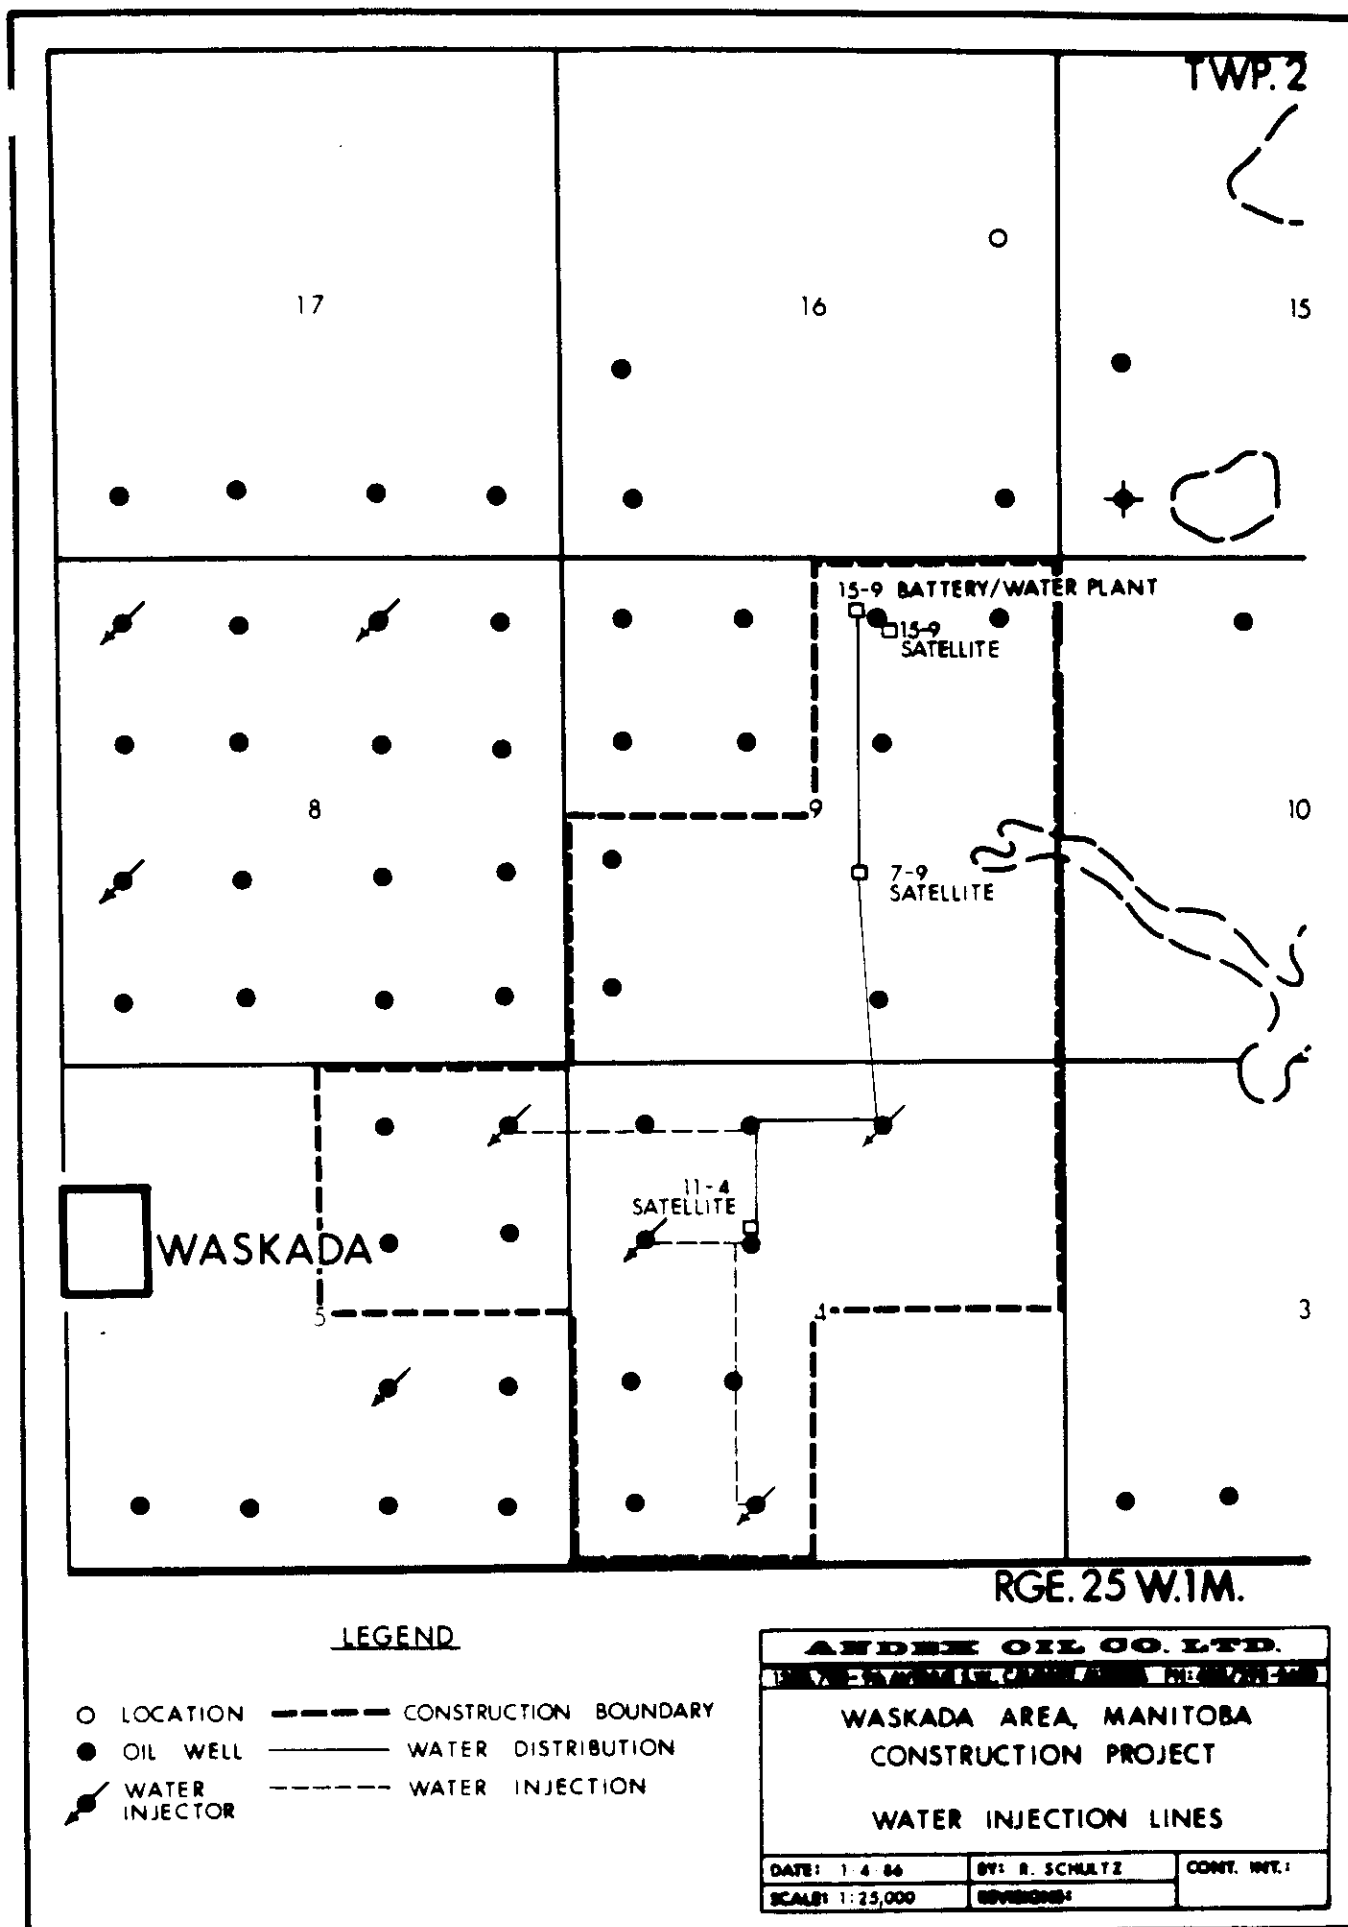 TWP. 2
17
16
15
15-9 BATTERY/WATER PLANT
15-9
SATELLITE
8
9
10
7-9
SATELLITE
11-4
SATELLITE
WASKADA
5
4
3
RGE. 25 W.1M.
LEGEND
LOCATION
CONSTRUCTION BOUNDARY
OIL WELL
WATER DISTRIBUTION
WATER
INJECTOR
WATER INJECTION
ANDEX OIL CO. LTD.
WASKADA AREA, MANITOBA
CONSTRUCTION PROJECT
WATER INJECTION LINES
DATE: 1 4 86
BY: R. SCHULTZ
CONT. INT.:
SCALE: 1:25,000
REVISIONS: